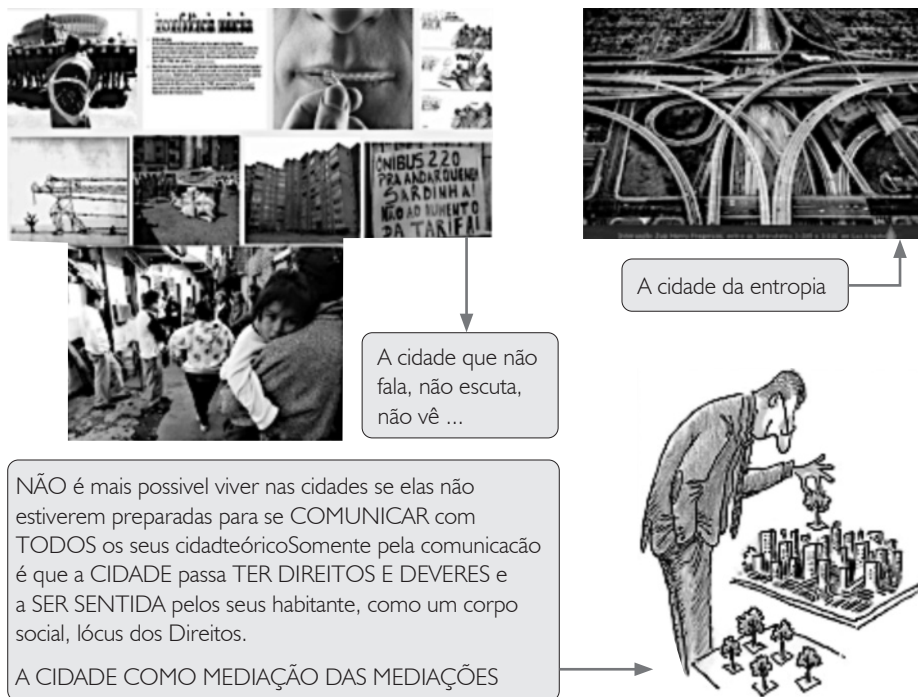 ÔNIBUS 2.20
PRA ANDAR QUE NEM
SARDINHA!
NÃO AO AUMENTO
DA TARIFA!
A cidade da entropia
A cidade que não
fala, não escuta,
não vê ...
NÃO é mais possivel viver nas cidades se elas não
estiverem preparadas para se COMUNICAR com
TODOS os seus cidadteóricoSomente pela comunicacão
é que a CIDADE passa TER DIREITOS E DEVERES e
a SER SENTIDA pelos seus habitante, como um corpo
social, lócus dos Direitos.
A CIDADE COMO MEDIAÇÃO DAS MEDIAÇÕES